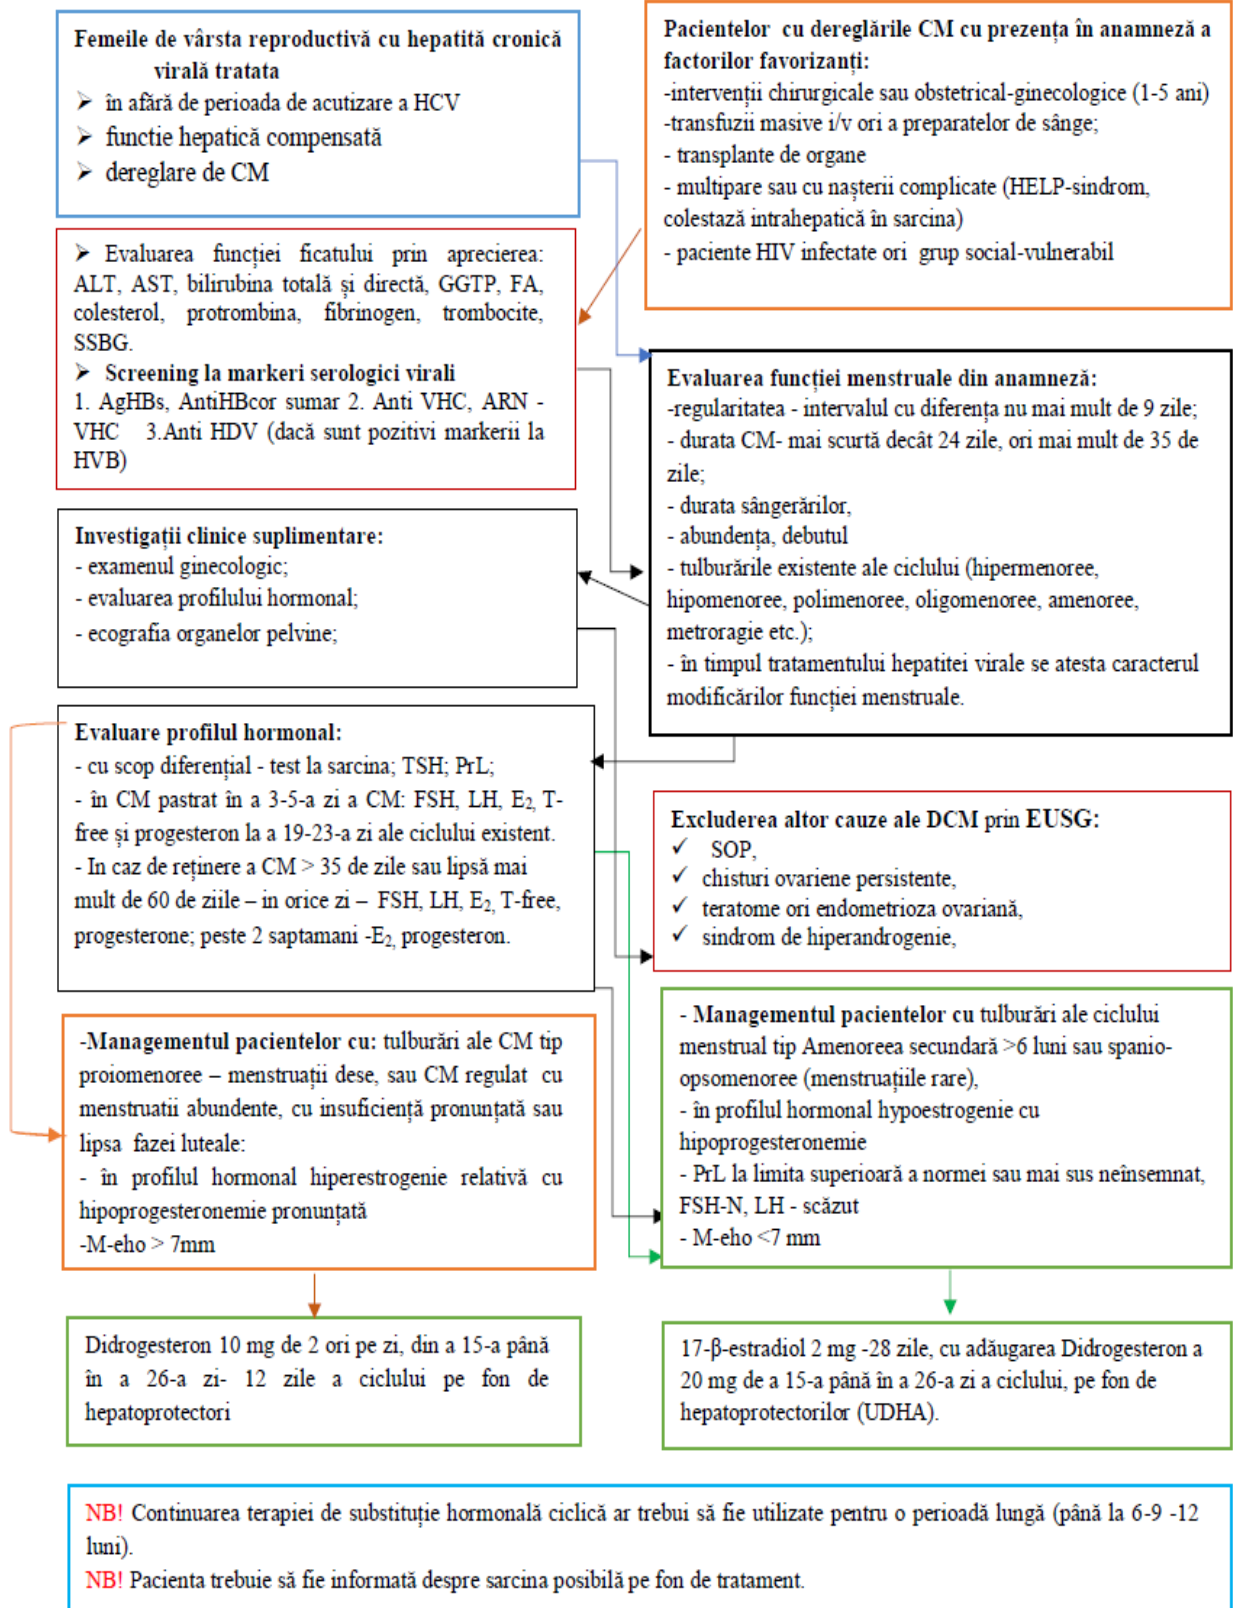 Femeile de vârsta reproductivă cu hepatită cronică
virală tratata
➢ în afără de perioada de acutizare a HCV
➢ functie hepatică compensată
➢ dereglare de CM
Pacientelor cu dereglările CM cu prezența în anamneză a
factorilor favorizanți:
-intervenții chirurgicale sau obstetrical-ginecologice (1-5 ani)
-transfuzii masive i/v ori a preparatelor de sânge;
- transplante de organe
- multipare sau cu nașterii complicate (HELP-sindrom,
colestază intrahepatică în sarcina)
- paciente HIV infectate ori grup social-vulnerabil
➢ Evaluarea funcției ficatului prin aprecierea:
ALT, AST, bilirubina totală și directă, GGTP, FA,
colesterol, protrombina, fibrinogen, trombocite,
SSBG.
➢ Screening la markeri serologici virali
1. AgHBs, AntiHBcor sumar 2. Anti VHC, ARN -
VHC 3.Anti HDV (dacă sunt pozitivi markerii la
HVB)
Evaluarea funcției menstruale din anamneză:
-regularitatea - intervalul cu diferența nu mai mult de 9 zile;
- durata CM- mai scurtă decât 24 zile, ori mai mult de 35 de
zile;
- durata sângerărilor,
- abundența, debutul
- tulburările existente ale ciclului (hipermenoree,
hipomenoree, polimenoree, oligomenoree, amenoree,
metroragie etc.);
- în timpul tratamentului hepatitei virale se atesta caracterul
modificărilor funcției menstruale.
Investigații clinice suplimentare:
- examenul ginecologic;
- evaluarea profilului hormonal;
- ecografia organelor pelvine;
Evaluare profilul hormonal:
- cu scop diferențial - test la sarcina; TSH; PrL;
- în CM pastrat în a 3-5-a zi a CM: FSH, LH, E₂, T-
free și progesteron la a 19-23-a zi ale ciclului existent.
- In caz de reținere a CM > 35 de zile sau lipsă mai
mult de 60 de ziile – in orice zi – FSH, LH, E₂, T-free,
progesterone; peste 2 saptamani -E₂, progesteron.
Excluderea altor cauze ale DCM prin EUSG:
✓ SOP,
✓ chisturi ovariene persistente,
✓ teratome ori endometrioza ovariană,
✓ sindrom de hiperandrogenie,
-Managementul pacientelor cu: tulburări ale CM tip
proiomenoree – menstruații dese, sau CM regulat cu
menstruatii abundente, cu insuficiență pronunțată sau
lipsa fazei luteale:
- în profilul hormonal hiperestrogenie relativă cu
hipoprogesteronemie pronunțată
-M-eho > 7mm
- Managementul pacientelor cu tulburări ale ciclului
menstrual tip Amenoreea secundară >6 luni sau spanio-
opsomenoree (menstruațiile rare),
- în profilul hormonal hypoestrogenie cu
hipoprogesteronemie
- PrL la limita superioară a normei sau mai sus neînsemnat,
FSH-N, LH - scăzut
- M-eho <7 mm
Didrogesteron 10 mg de 2 ori pe zi, din a 15-a până
în a 26-a zi- 12 zile a ciclului pe fon de
hepatoprotectori
17-β-estradiol 2 mg -28 zile, cu adăugarea Didrogesteron a
20 mg de a 15-a până în a 26-a zi a ciclului, pe fon de
hepatoprotectorilor (UDHA).
NB! Continuarea terapiei de substituție hormonală ciclică ar trebui să fie utilizate pentru o perioadă lungă (până la 6-9 -12
luni).
NB! Pacienta trebuie să fie informată despre sarcina posibilă pe fon de tratament.